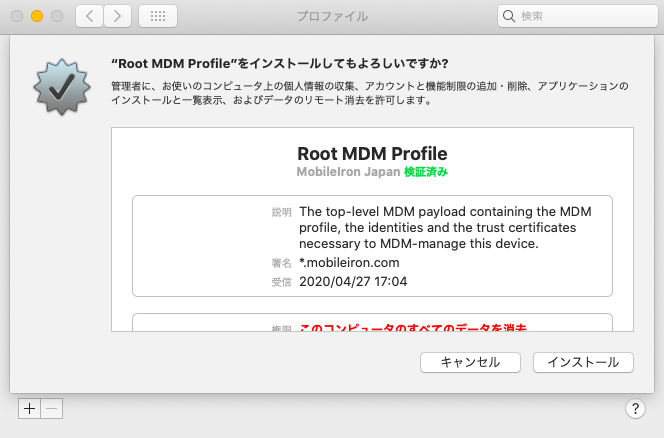 プロファイル
検索
“Root MDM Profile”をインストールしてもよろしいですか?
管理者に、お使いのコンピュータ上の個人情報の収集、アカウントと機能制限の追加・削除、アプリケーションの
インストールと一覧表示、およびデータのリモート消去を許可します。
Root MDM Profile
MobileIron Japan 検証済み
説明 The top-level MDM payload containing the MDM
profile, the identities and the trust certificates
necessary to MDM-manage this device.
署名 *.mobileiron.com
受信 2020/04/27 17:04
権限 このコンピュータのすべてのデータを消去
キャンセル インストール
+ − ?